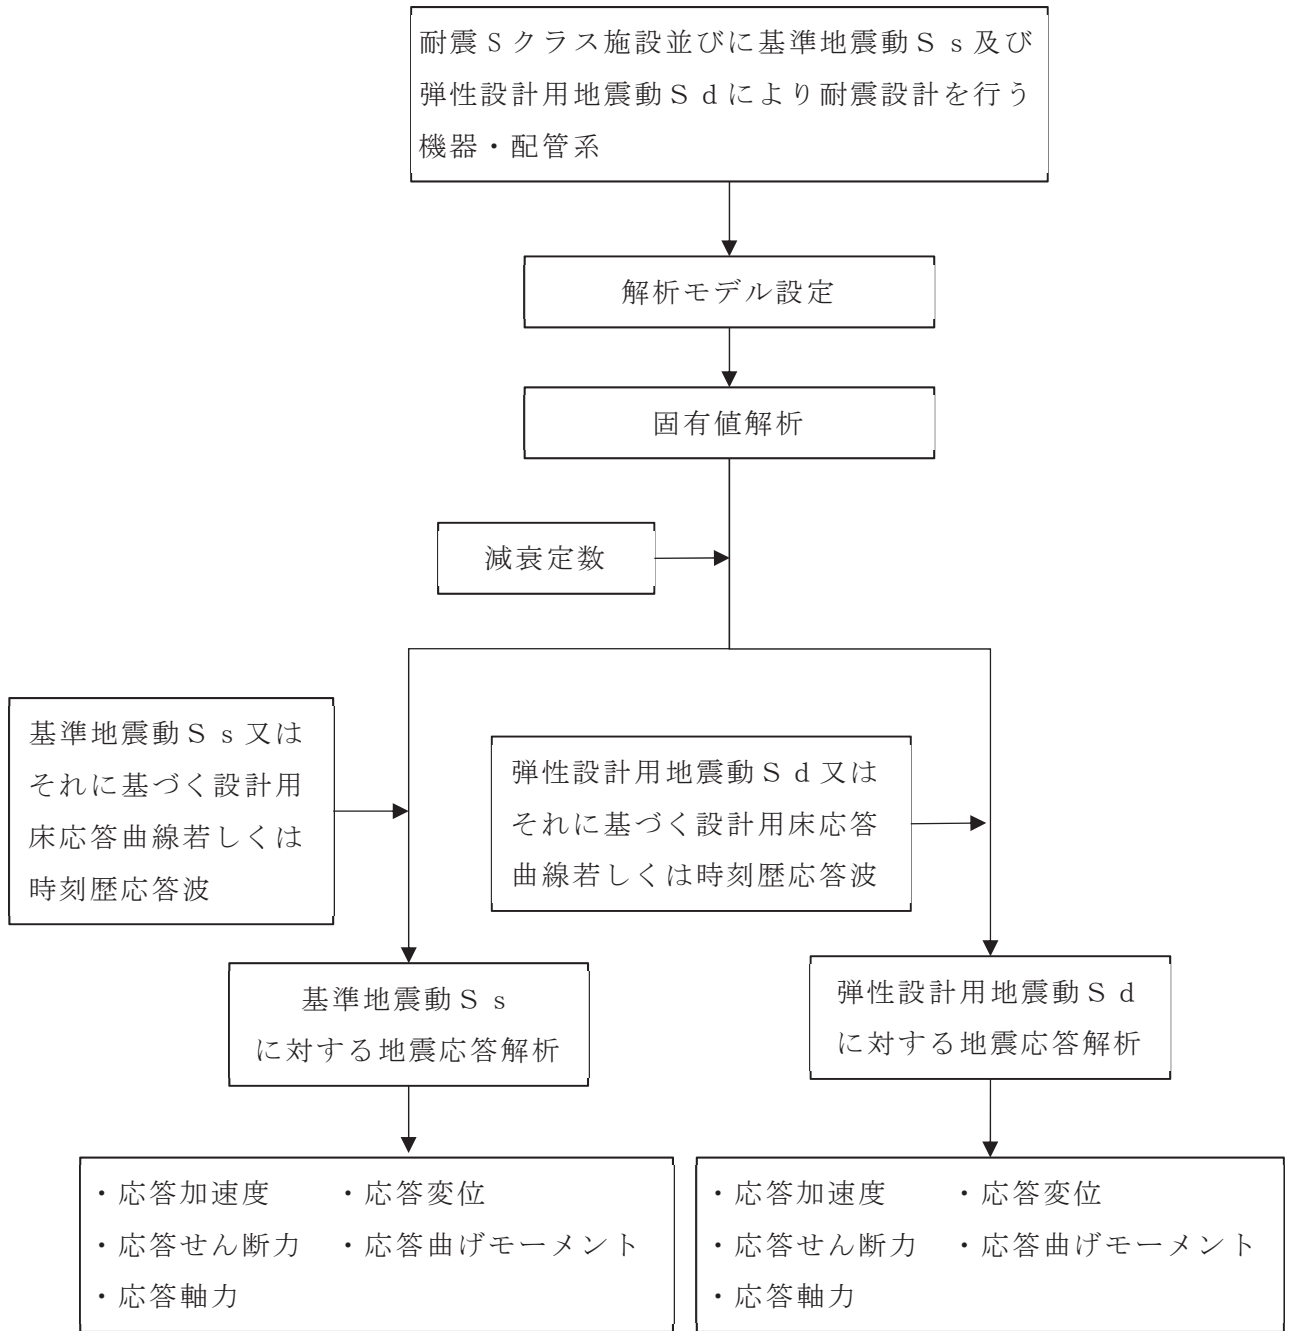 耐震Sクラス施設並びに基準地震動Ss及び
弾性設計用地震動Sdにより耐震設計を行う
機器・配管系
解析モデル設定
固有値解析
減衰定数
基準地震動Ss又は
それに基づく設計用
床応答曲線若しくは
時刻歴応答波
弾性設計用地震動Sd又は
それに基づく設計用床応答
曲線若しくは時刻歴応答波
基準地震動Ss
に対する地震応答解析
弾性設計用地震動Sd
に対する地震応答解析
・応答加速度 ・応答変位
・応答せん断力 ・応答曲げモーメント
・応答軸力
・応答加速度 ・応答変位
・応答せん断力 ・応答曲げモーメント
・応答軸力